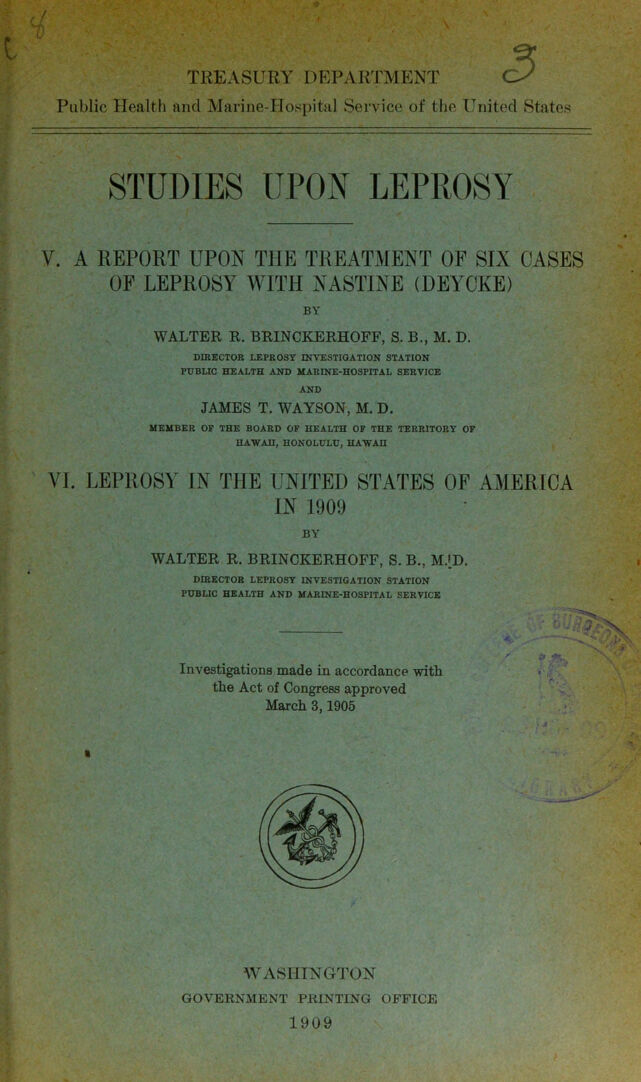 3
TREASURY DEPARTMENT
Public Health and Marine-Hospital Service of the United States
STUDIES UPON LEPROSY
V. A REPORT UPON THE TREATMENT OF SIX CASES
OF LEPROSY WITH NASTINE (DEYCKE)
BY
WALTER R. BRINCKERHOFF, S. B., M. D.
DIRECTOR LEPROSY INVESTIGATION STATION
PUBLIC HEALTH AND MARINE-HOSPITAL SERVICE
AND
JAMES T. WAYSON, M. D.
MEMBER OF THE BOARD OF HEALTH OF THE TERRITORY OF
HAWAII, HONOLULU, HAWAII
VI. LEPROSY IN THE UNITED STATES OF AMERICA
IN 1909
BY
WALTER R. BRINCKERHOFF, S. B., M. D.
DIRECTOR LEPROSY INVESTIGATION STATION
PUBLIC HEALTH AND MARINE-HOSPITAL SERVICE
Investigations made in accordance with
the Act of Congress approved
March 3, 1905
WASHINGTON
GOVERNMENT PRINTING OFFICE
1909